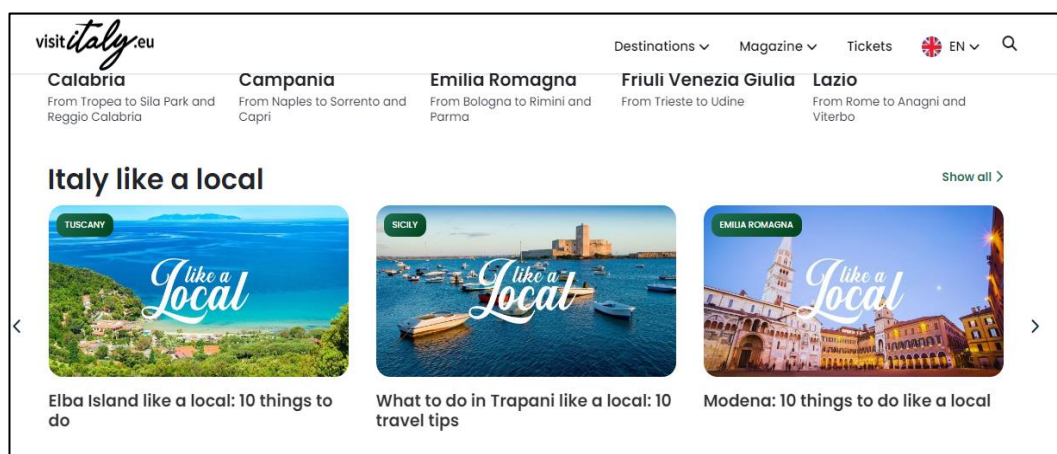 visititaly.eu
Destinations
Magazine
Tickets
EN
Calabria
From Tropea to Sila Park and
Reggio Calabria
Campania
From Naples to Sorrento and
Capri
Emilia Romagna
From Bologna to Rimini and
Parma
Friuli Venezia Giulia
From Trieste to Udine
Lazio
From Rome to Anagni and
Viterbo
Italy like a local
Show all
TUSCANY
like a
Local
Elba Island like a local: 10 things to
do
SICILY
like a
Local
What to do in Trapani like a local: 10
travel tips
EMILIA ROMAGNA
like a
Local
Modena: 10 things to do like a local